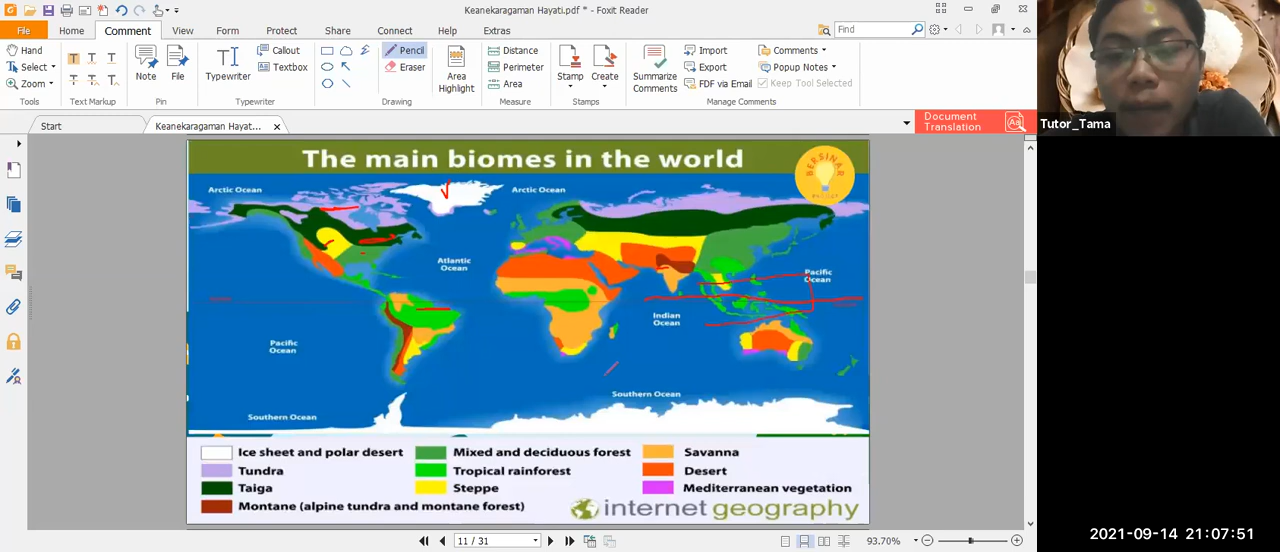 Keanekaragaman Hayati.pdf * - Foxit Reader
File Home Comment View Form Protect Share Connect Help Extras Find
Hand
Select
Zoom
Tools
Text Markup
Note
File
Pin
Typewriter
Callout
Textbox
Typewriter
Pencil
Eraser
Drawing
Area
Highlight
Distance
Perimeter
Area
Measure
Stamp
Create
Stamps
Summarize
Comments
Import
Export
FDF via Email
Comments
Popup Notes
Keep Tool Selected
Manage Comments
Start
Keanekaragaman Hayat...
Document
Translation
Tutor_Tama
The main biomes in the world
BERSINAR
PROJECT
Arctic Ocean
Arctic Ocean
Atlantic
Ocean
Pacific
Ocean
Indian
Ocean
Pacific
Ocean
Southern Ocean
Southern Ocean
Ice sheet and polar desert
Tundra
Taiga
Montane (alpine tundra and montane forest)
Mixed and deciduous forest
Tropical rainforest
Steppe
Savanna
Desert
Mediterranean vegetation
internet geography
11 / 31
93.70%
2021-09-14 21:07:51